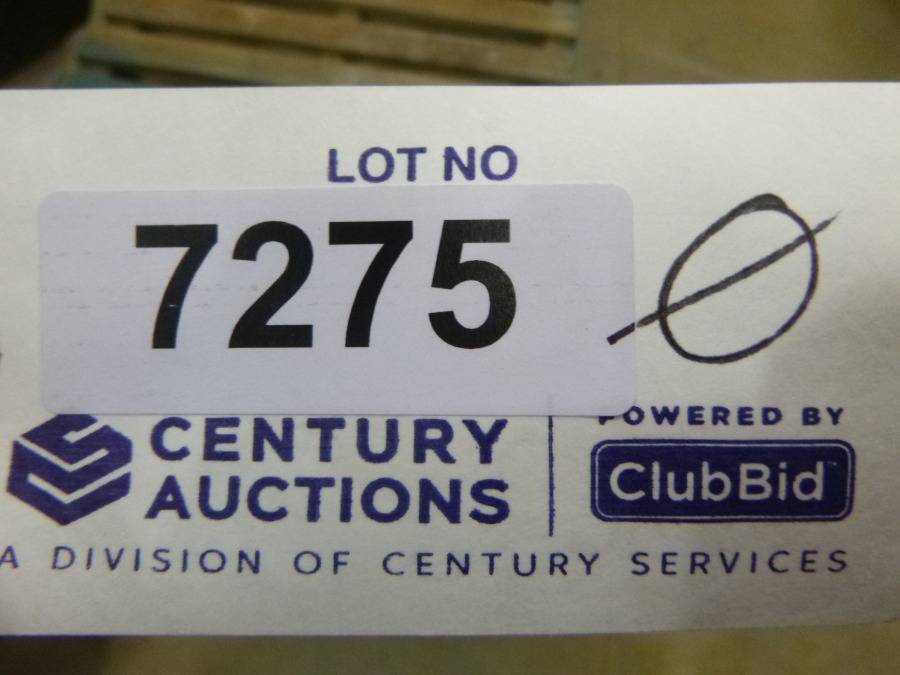 LOT NO
7275 Ø
CENTURY
AUCTIONS
POWERED BY
ClubBid
A DIVISION OF CENTURY SERVICES